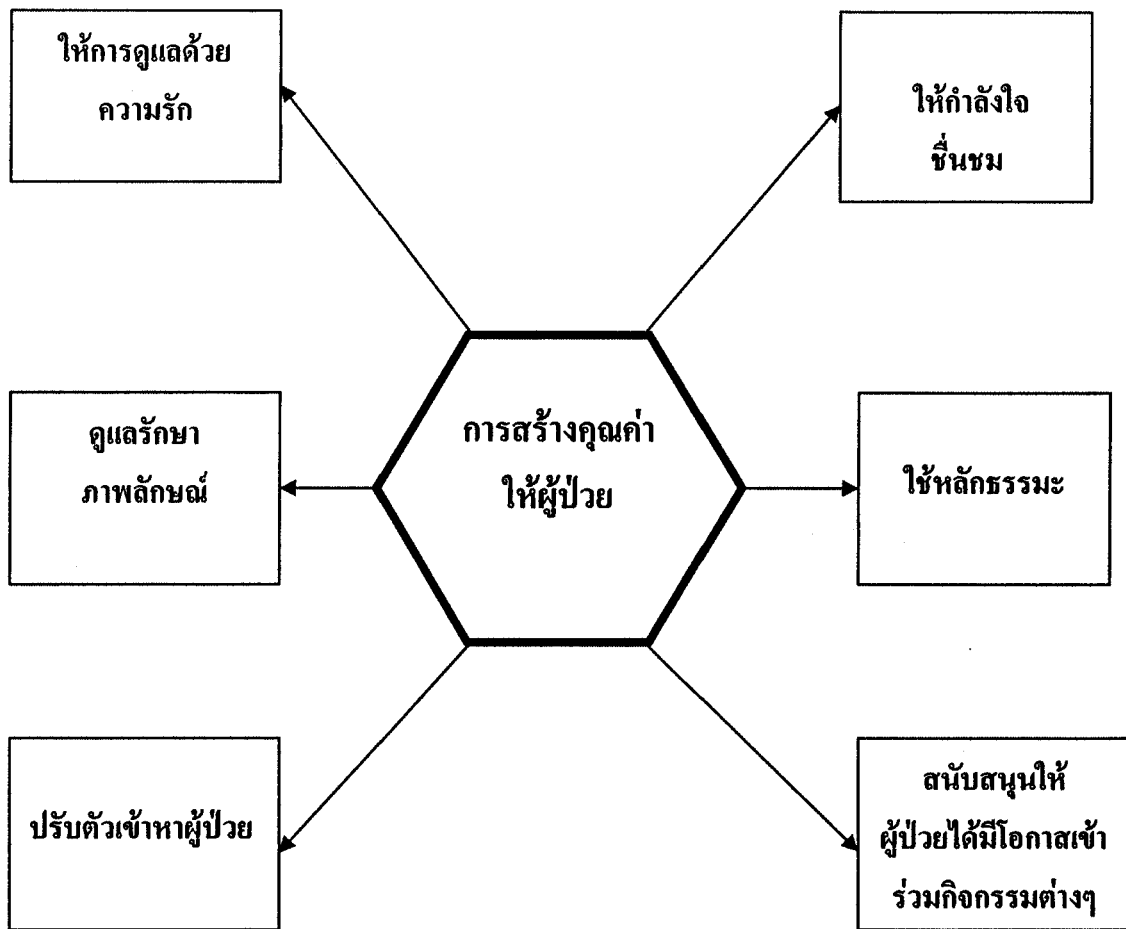 ให้การดูแลด้วย
ความรัก
ให้กำลังใจ
ชื่นชม
การสร้างคุณค่า
ให้ผู้ป่วย
ดูแลรักษา
ภาพลักษณ์
ใช้หลักธรรมะ
ปรับตัวเข้าหาผู้ป่วย
สนับสนุนให้
ผู้ป่วยได้มีโอกาสเข้า
ร่วมกิจกรรมต่างๆ